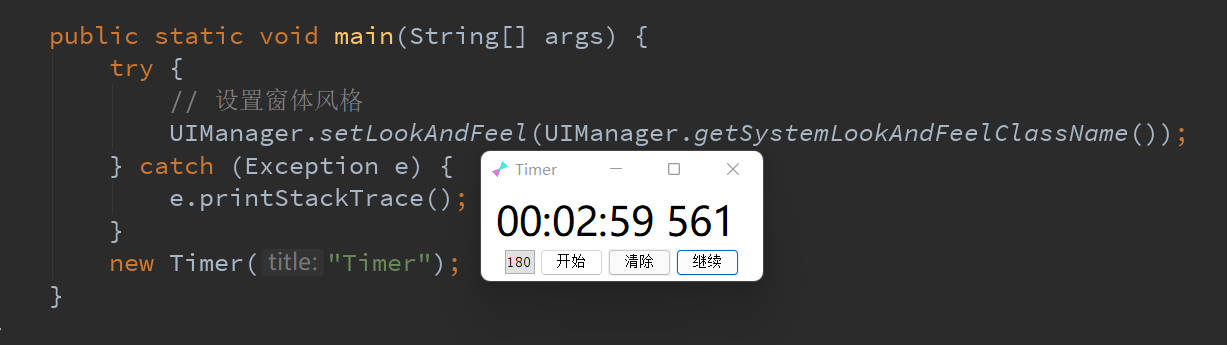 public static void main(String[] args) {
try {
// 设置窗体风格
UIManager.setLookAndFeel(UIManager.getSystemLookAndFeelClassName());
} catch (Exception e) {
e.printStackTrace();
}
new Timer( title: "Timer");
}
Timer
00:02:59 561
180 开始 清除 继续